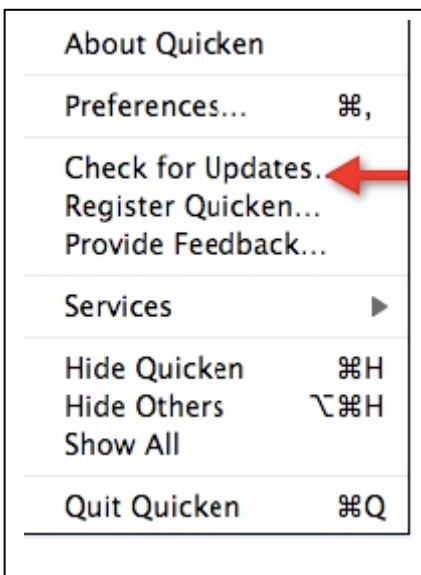 About Quicken
Preferences... ⌘,
Check for Updates..
Register Quicken...
Provide Feedback...
Services ▶
Hide Quicken ⌘H
Hide Others ⌥⌘H
Show All
Quit Quicken ⌘Q